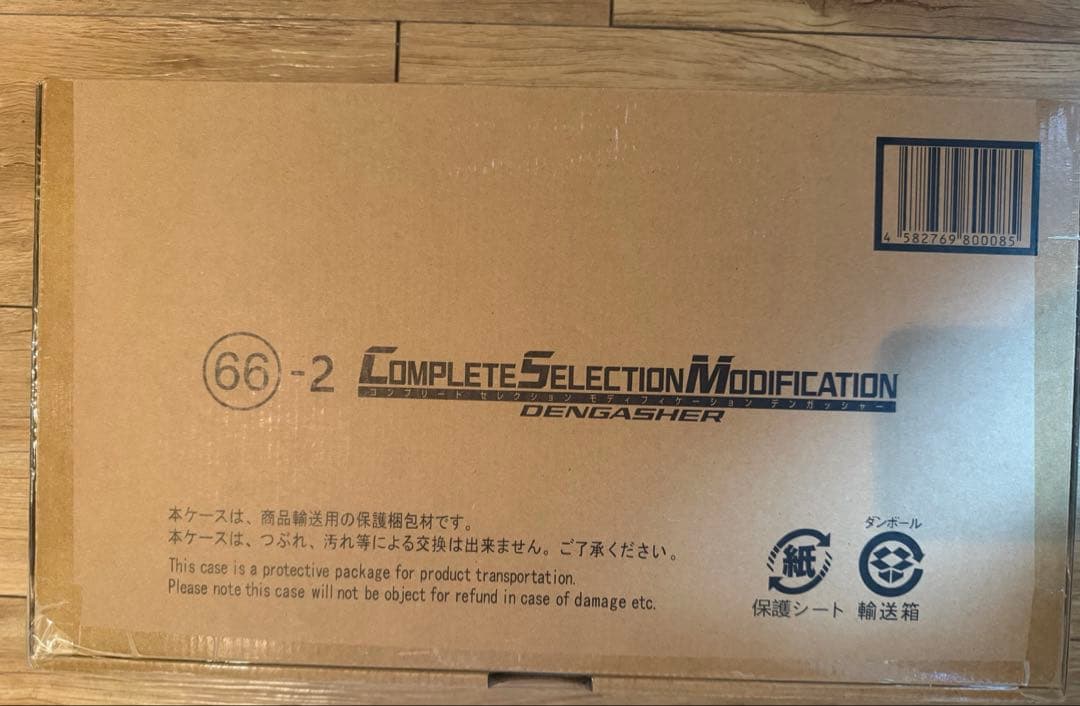 4 582769 800085
66-2 COMPLETE SELECTION MODIFICATION
コンプリート セレクション モディフィケーション デンガッシャー
DENGASHER
本ケースは、商品輸送用の保護梱包材です。
本ケースは、つぶれ、汚れ等による交換は出来ません。ご了承ください。
This case is a protective package for product transportation.
Please note this case will not be object for refund in case of damage etc.
紙
保護シート
ダンボール
輸送箱